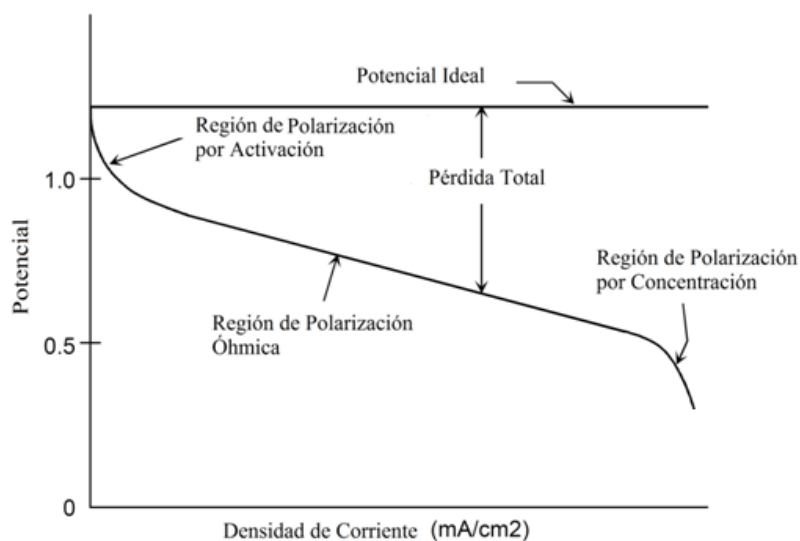 Potencial Ideal
Región de Polarización
por Activación
1.0
Pérdida Total
Región de Polarización
por Concentración
Potencial
Región de Polarización
Óhmica
0.5
0
Densidad de Corriente (mA/cm2)